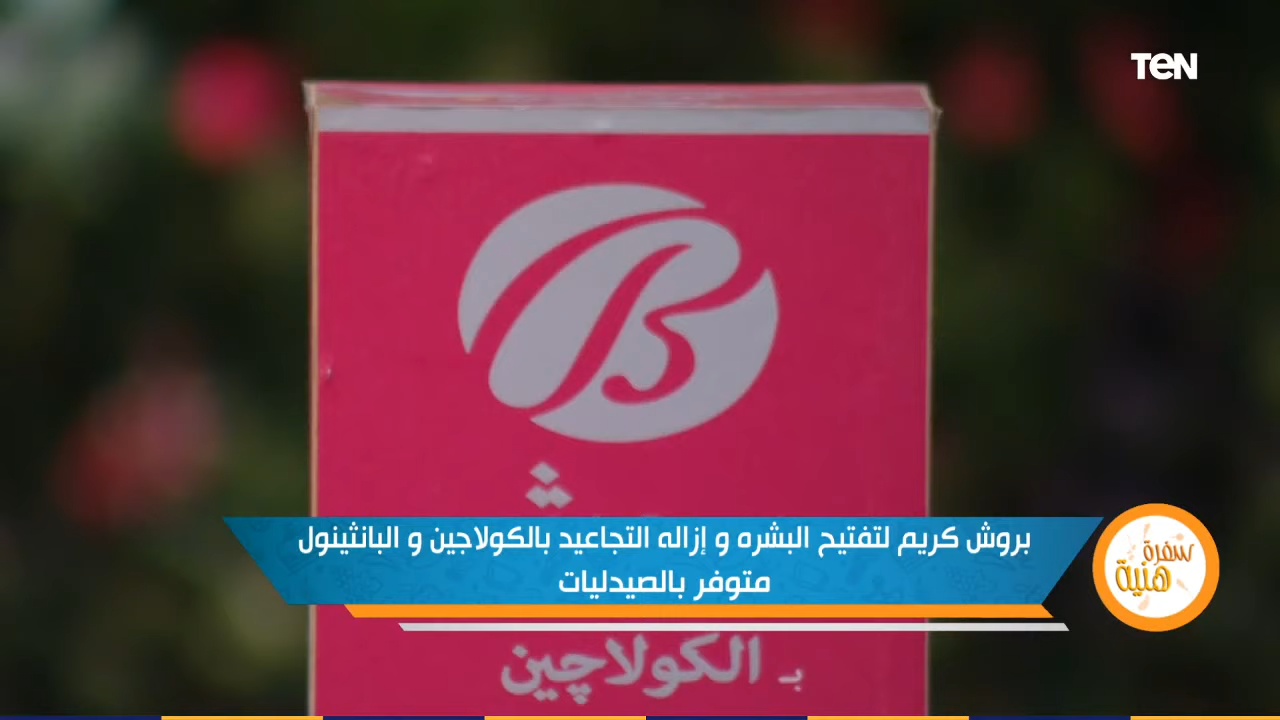 TEN
بروش كريم لتفتيح البشره و إزاله التجاعيد بالكولاجين و البانثينول
متوفر بالصيدليات
سفرة
هنية
بـ الكولاچين